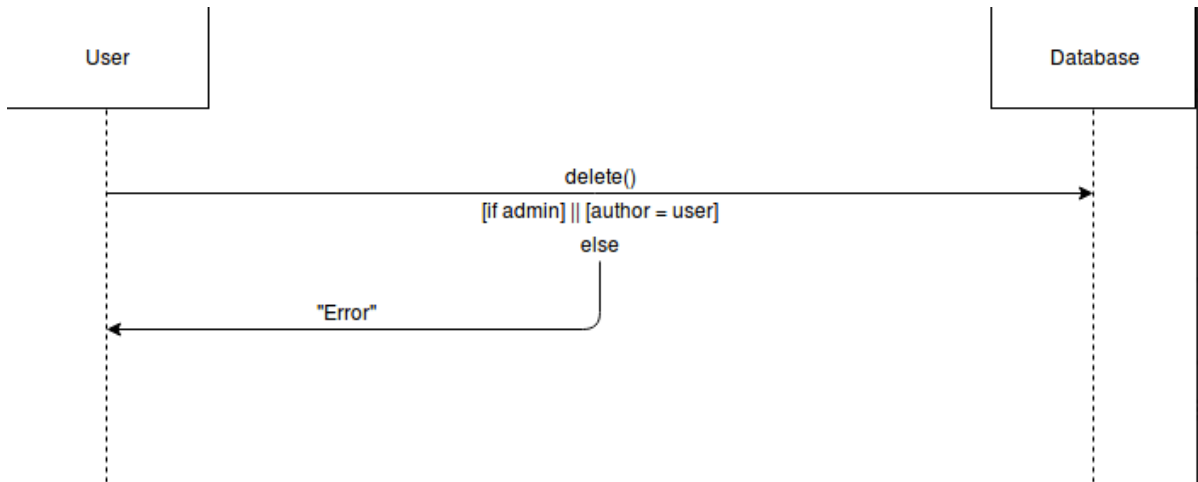 User
Database
delete()
[if admin] || [author = user]
else
"Error"